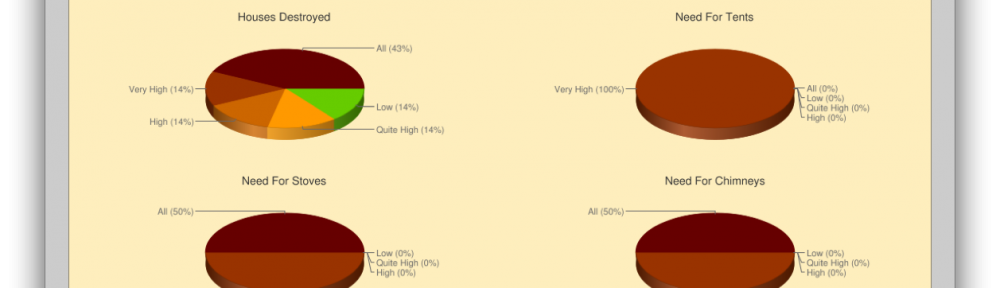 Houses Destroyed
All (43%)
Very High (14%)
Low (14%)
High (14%)
Quite High (14%)
Need For Tents
Very High (100%)
All (0%)
Low (0%)
Quite High (0%)
High (0%)
Need For Stoves
All (50%)
Low (0%)
Quite High (0%)
High (0%)
Need For Chimneys
All (50%)
Low (0%)
Quite High (0%)
High (0%)